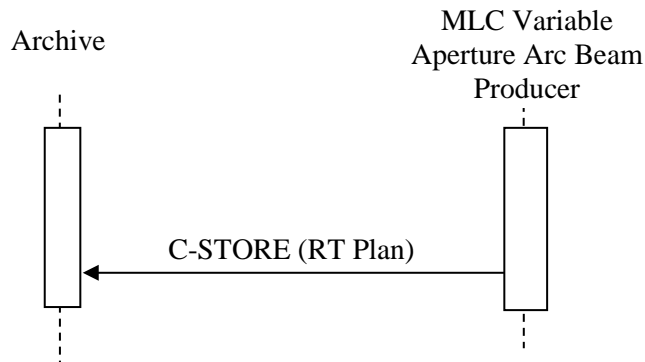 Archive
MLC Variable
Aperture Arc Beam
Producer
C-STORE (RT Plan)